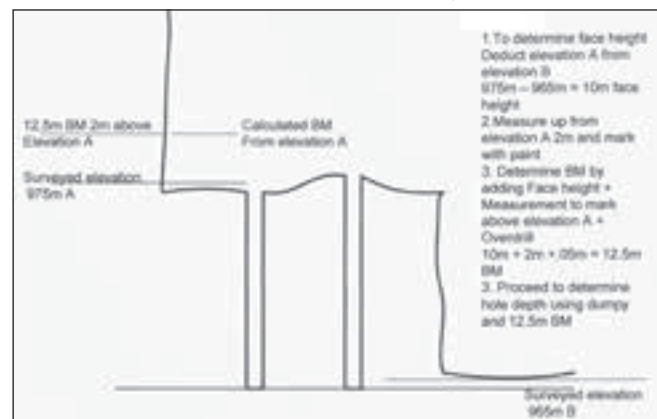 1.To determine face height
Deduct elevation A from
elevation B
975m – 965m = 10m face
height
2.Measure up from
elevation A 2m and mark
with paint
3. Determine BM by
adding Face height +
Measurement to mark
above elevation A +
Overdrill
10m + 2m + .05m = 12.5m
BM
3. Proceed to determine
hole depth using dumpy
and 12.5m BM
12.5m BM 2m above
Elevation A
Calculated BM
From elevation A
Surveyed elevation
975m A
Surveyed elevation
965m B